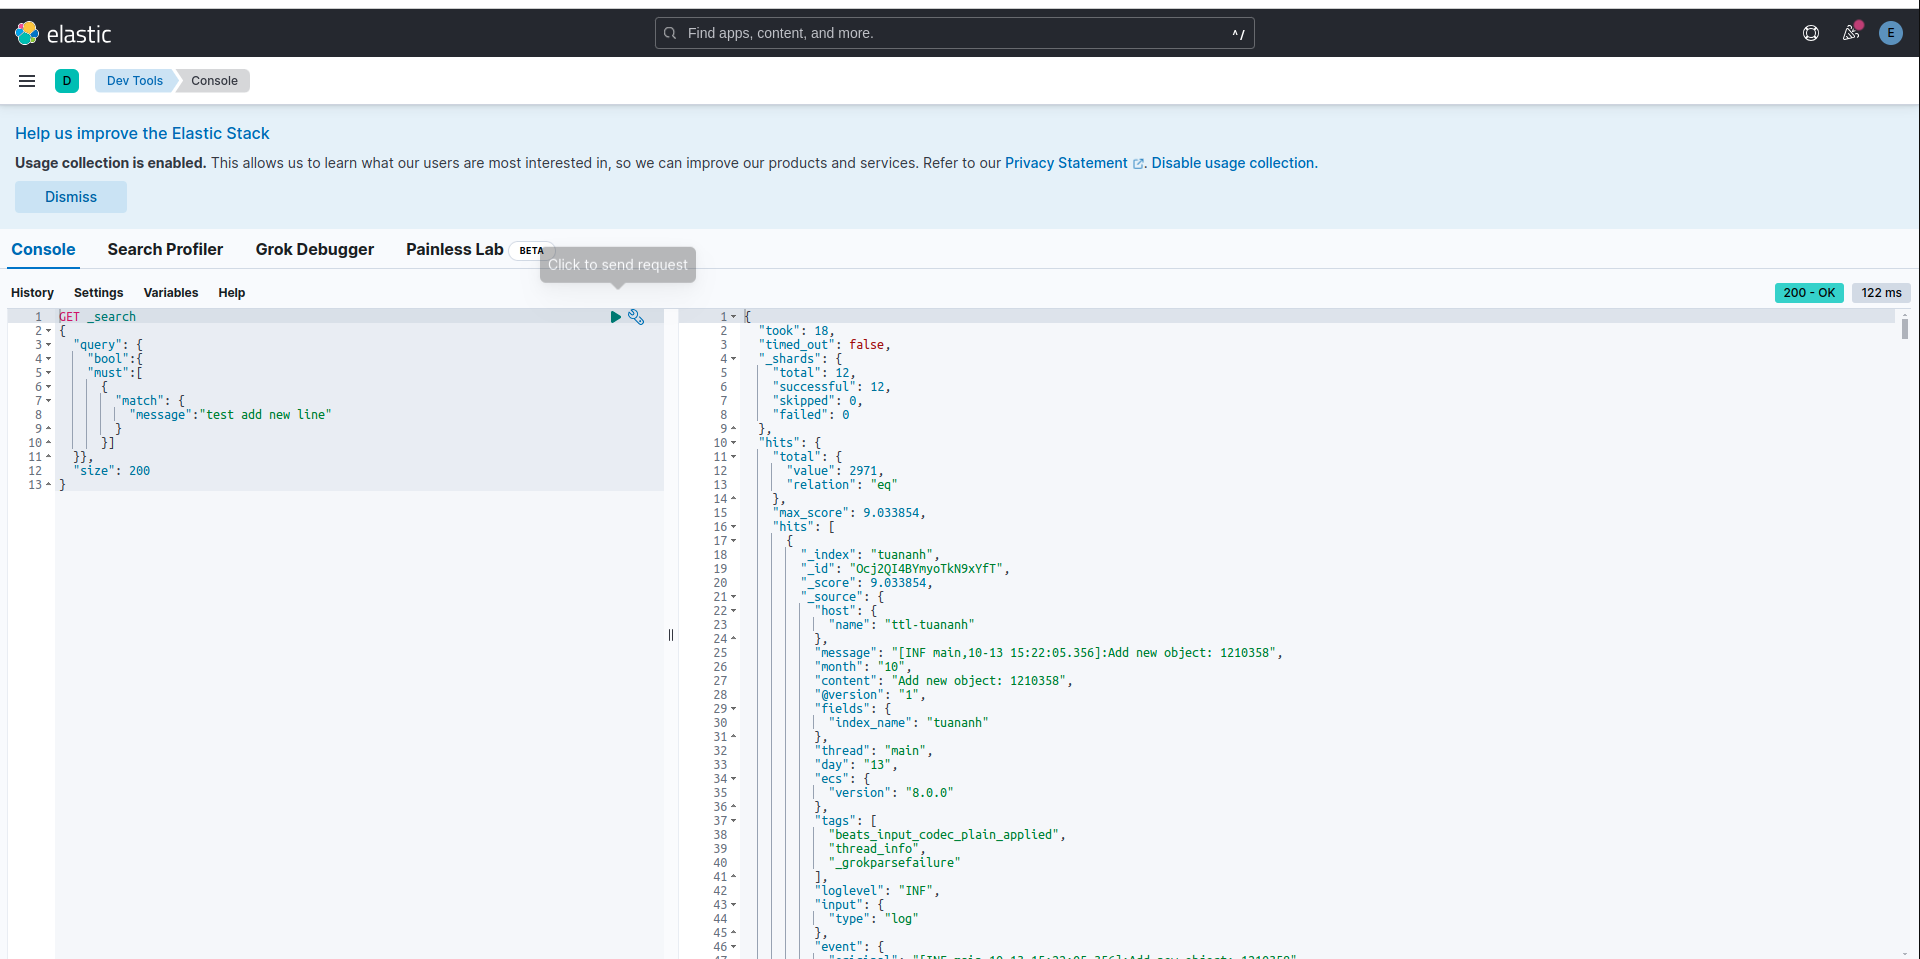 elastic
Find apps, content, and more.
^/
E
D
Dev Tools
Console
Help us improve the Elastic Stack
Usage collection is enabled. This allows us to learn what our users are most interested in, so we can improve our products and services. Refer to our Privacy Statement. Disable usage collection.
Dismiss
Console
Search Profiler
Grok Debugger
Painless Lab
BETA
Click to send request
History
Settings
Variables
Help
200 - OK
122 ms
1 GET _search
2 {
3 "query": {
4 "bool":{
5 "must":[
6 {
7 "match": {
8 "message":"test add new line"
9 }
10 }]
11 }},
12 "size": 200
13 }
1 {
2 "took": 18,
3 "timed_out": false,
4 "_shards": {
5 "total": 12,
6 "successful": 12,
7 "skipped": 0,
8 "failed": 0
9 },
10 "hits": {
11 "total": {
12 "value": 2971,
13 "relation": "eq"
14 },
15 "max_score": 9.033854,
16 "hits": [
17 {
18 "_index": "tuananh",
19 "_id": "Ocj2QI4BYmyoTkN9xYfT",
20 "_score": 9.033854,
21 "_source": {
22 "host": {
23 "name": "ttl-tuananh"
24 },
25 "message": "[INF main,10-13 15:22:05.356]:Add new object: 1210358",
26 "month": "10",
27 "content": "Add new object: 1210358",
28 "@version": "1",
29 "fields": {
30 "index_name": "tuananh"
31 },
32 "thread": "main",
33 "day": "13",
34 "ecs": {
35 "version": "8.0.0"
36 },
37 "tags": [
38 "beats_input_codec_plain_applied",
39 "thread_info",
40 "_grokparsefailure"
41 ],
42 "loglevel": "INF",
43 "input": {
44 "type": "log"
45 },
46 "event": {